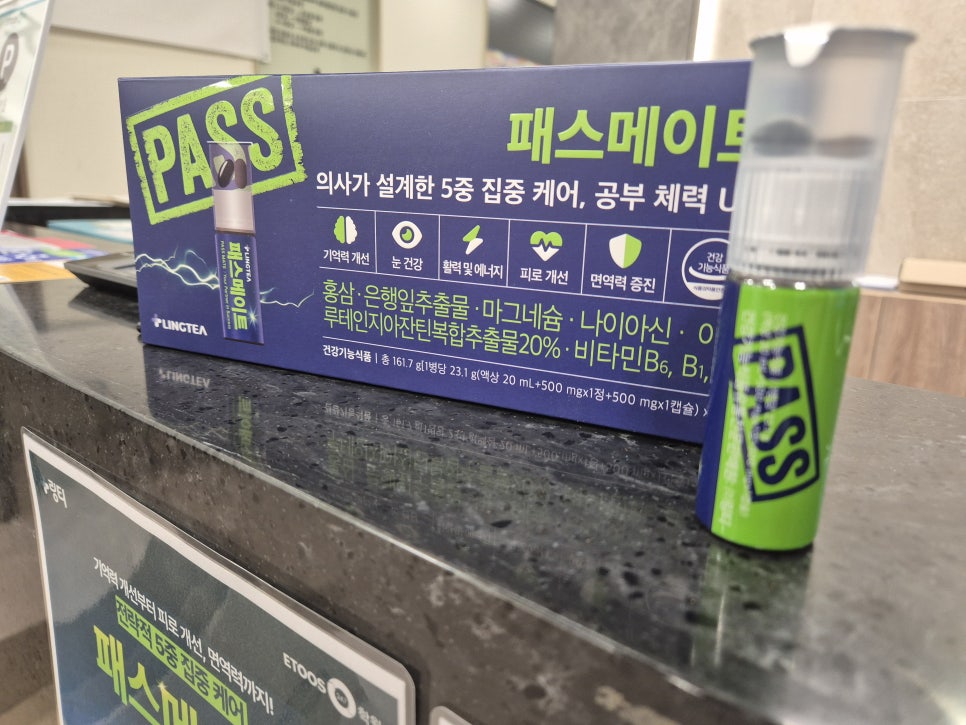 PASS
패스메이트
의사가 설계한 5중 집중 케어, 공부 체력 U
기억력 개선
눈 건강
활력 및 에너지
피로 개선
면역력 증진
건강
기능식품
홍삼·은행잎추출물·마그네슘·나이아신·이
루테인지아잔틴복합추출물20%·비타민B6, B1,
건강기능식품 | 총 161.7 g[1병당 23.1 g(액상 20 mL+500 mgx1정+500 mgx1캡슐) x
LINGTEA
패스메이트
LINGTEA
PASS
링티
기억력 개선부터 피로 개선, 면역력까지!
전략적 5중 집중 케어
패스메
ETOOS 247 학원